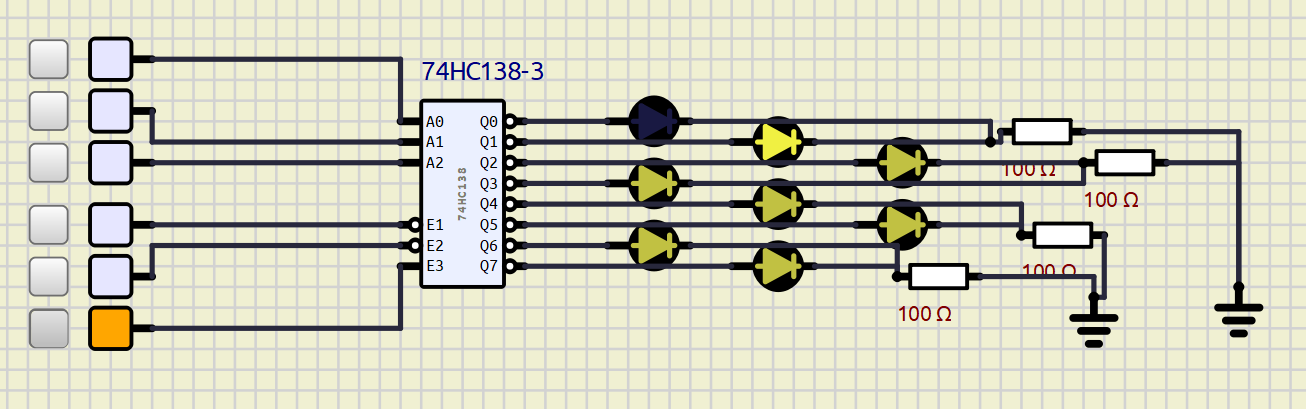 74HC138-3
A0 Q0
A1 Q1
A2 Q2
Q3
Q4
E1 Q5
E2 Q6
E3 Q7
74HC138
100 Ω
100 Ω
100 Ω
100 Ω